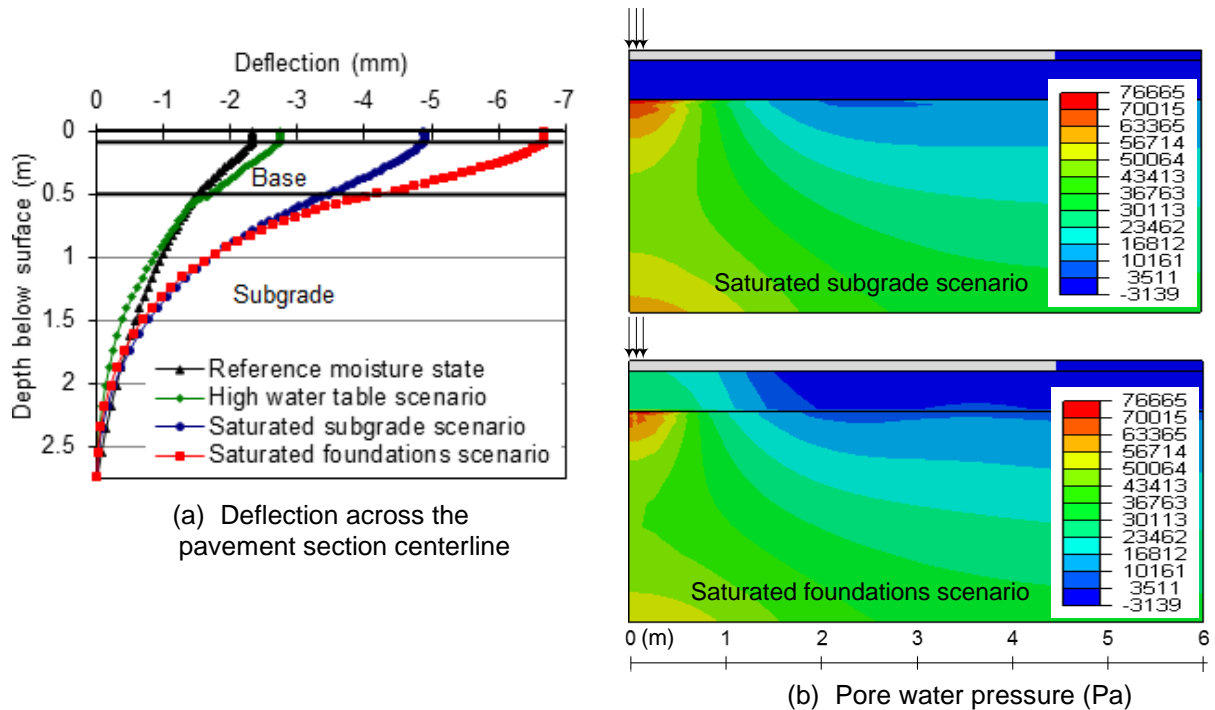 Deflection (mm)
0 -1 -2 -3 -4 -5 -6 -7
Depth below surface (m)
0
0.5
1
1.5
2
2.5
Base
Subgrade
Reference moisture state
High water table scenario
Saturated subgrade scenario
Saturated foundations scenario
(a) Deflection across the
pavement section centerline
76665
70015
63365
56714
50064
43413
36763
30113
23462
16812
10161
3511
-3139
Saturated subgrade scenario
76665
70015
63365
56714
50064
43413
36763
30113
23462
16812
10161
3511
-3139
Saturated foundations scenario
0 (m) 1 2 3 4 5 6
(b) Pore water pressure (Pa)